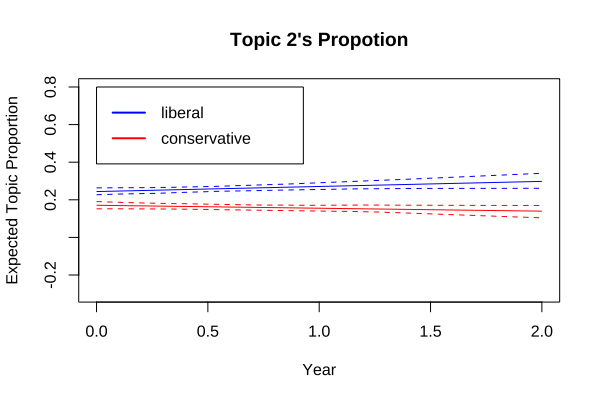 Topic 2's Propotion
Expected Topic Proportion
0.8
0.6
0.4
0.2
-0.2
liberal
conservative
0.0 0.5 1.0 1.5 2.0
Year